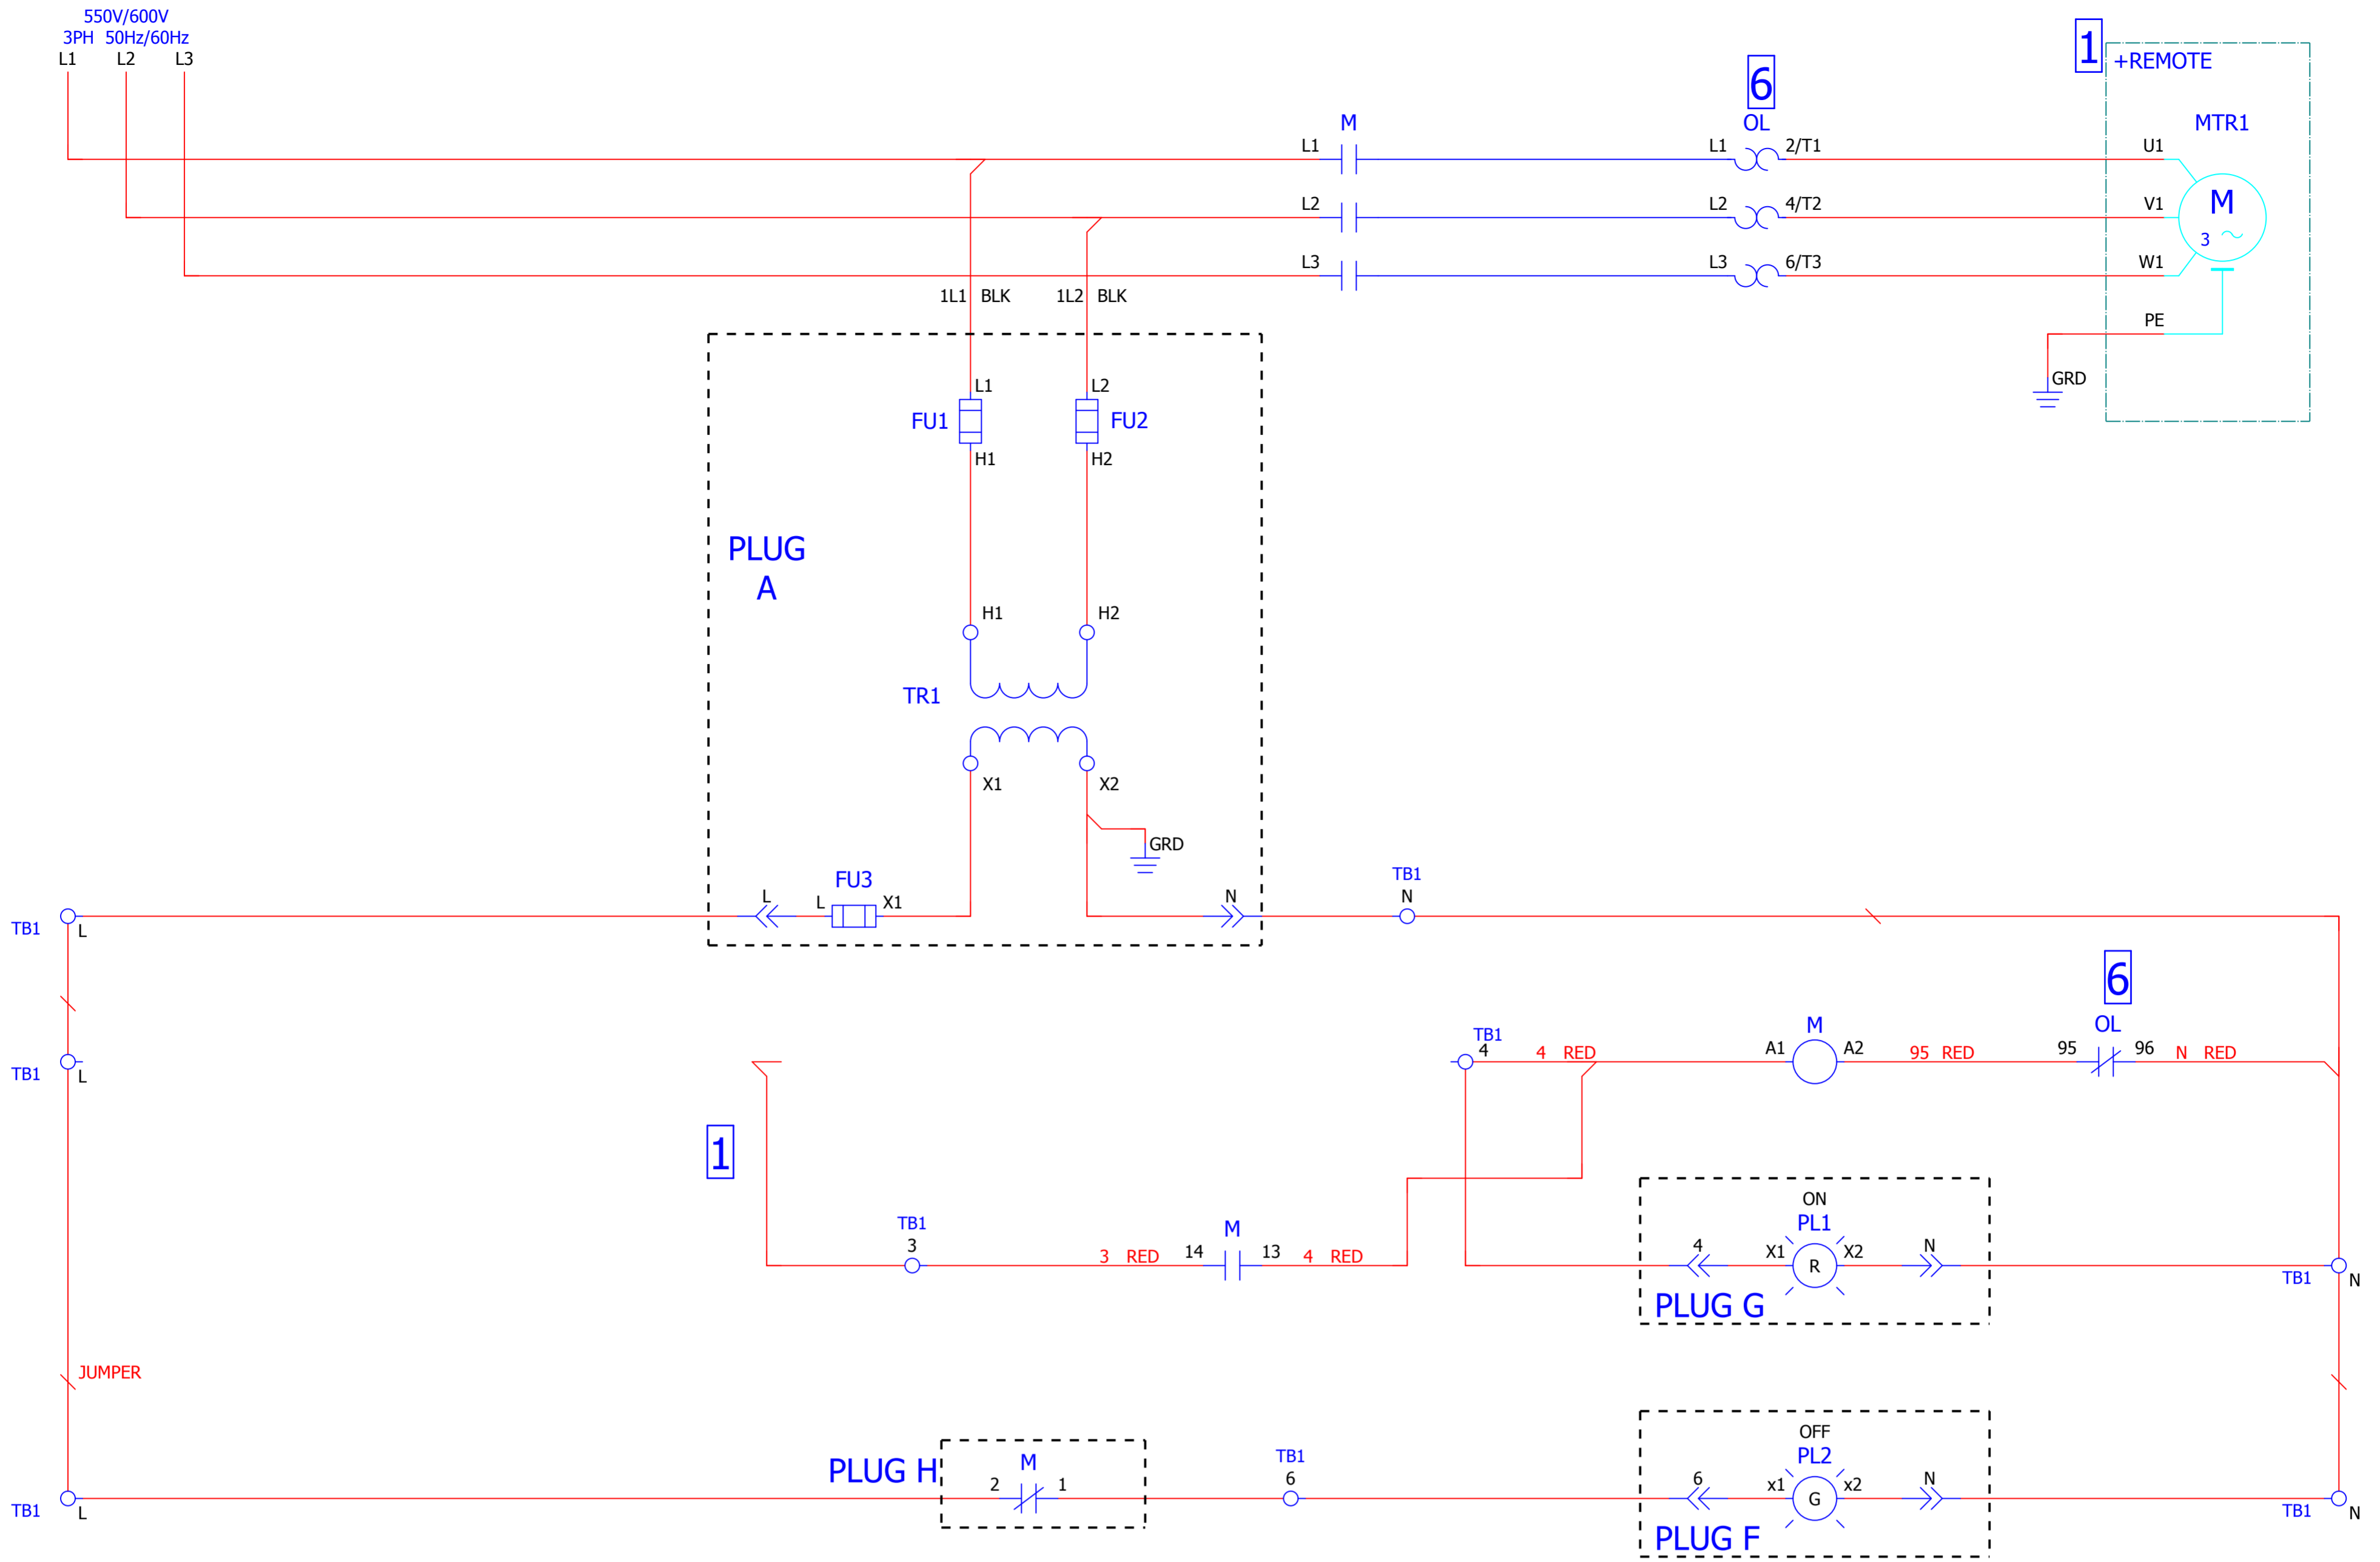 550V/600V
3PH 50Hz/60Hz
L1 L2 L3
1
+REMOTE
6
OL
M
MTR1
L1 L1 2/T1 U1
M
3
L2 L2 4/T2 V1
L3 L3 6/T3 W1
1L1 BLK 1L2 BLK
PE
GRD
L1 L2
FU1 FU2
H1 H2
PLUG
A
H1 H2
TR1
X1 X2
GRD
FU3
L L X1 N
TB1
N
TB1 L
6
OL
TB1
4 4 RED
M
A1 A2
95 RED
95 96
N RED
TB1 L
1
TB1
3
3 RED
M
14 13
4 RED
ON
PL1
4 X1 R X2 N
PLUG G
TB1 N
JUMPER
PLUG H
M
2 1
TB1
6
OFF
PL2
6 x1 G x2 N
PLUG F
TB1 L
TB1 N